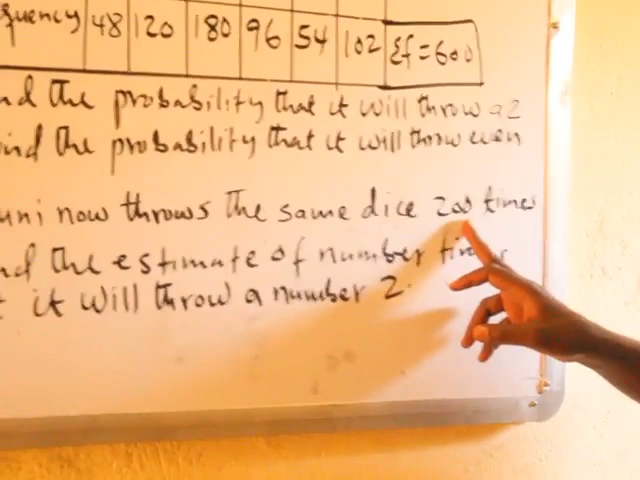 quency 48 120 180 96 54 102 Σf = 600
nd the probability that it will throw a 2
ind the probability that it will throw even
uni now throws the same dice 200 times
nd the estimate of number times
t it will throw a number 2.